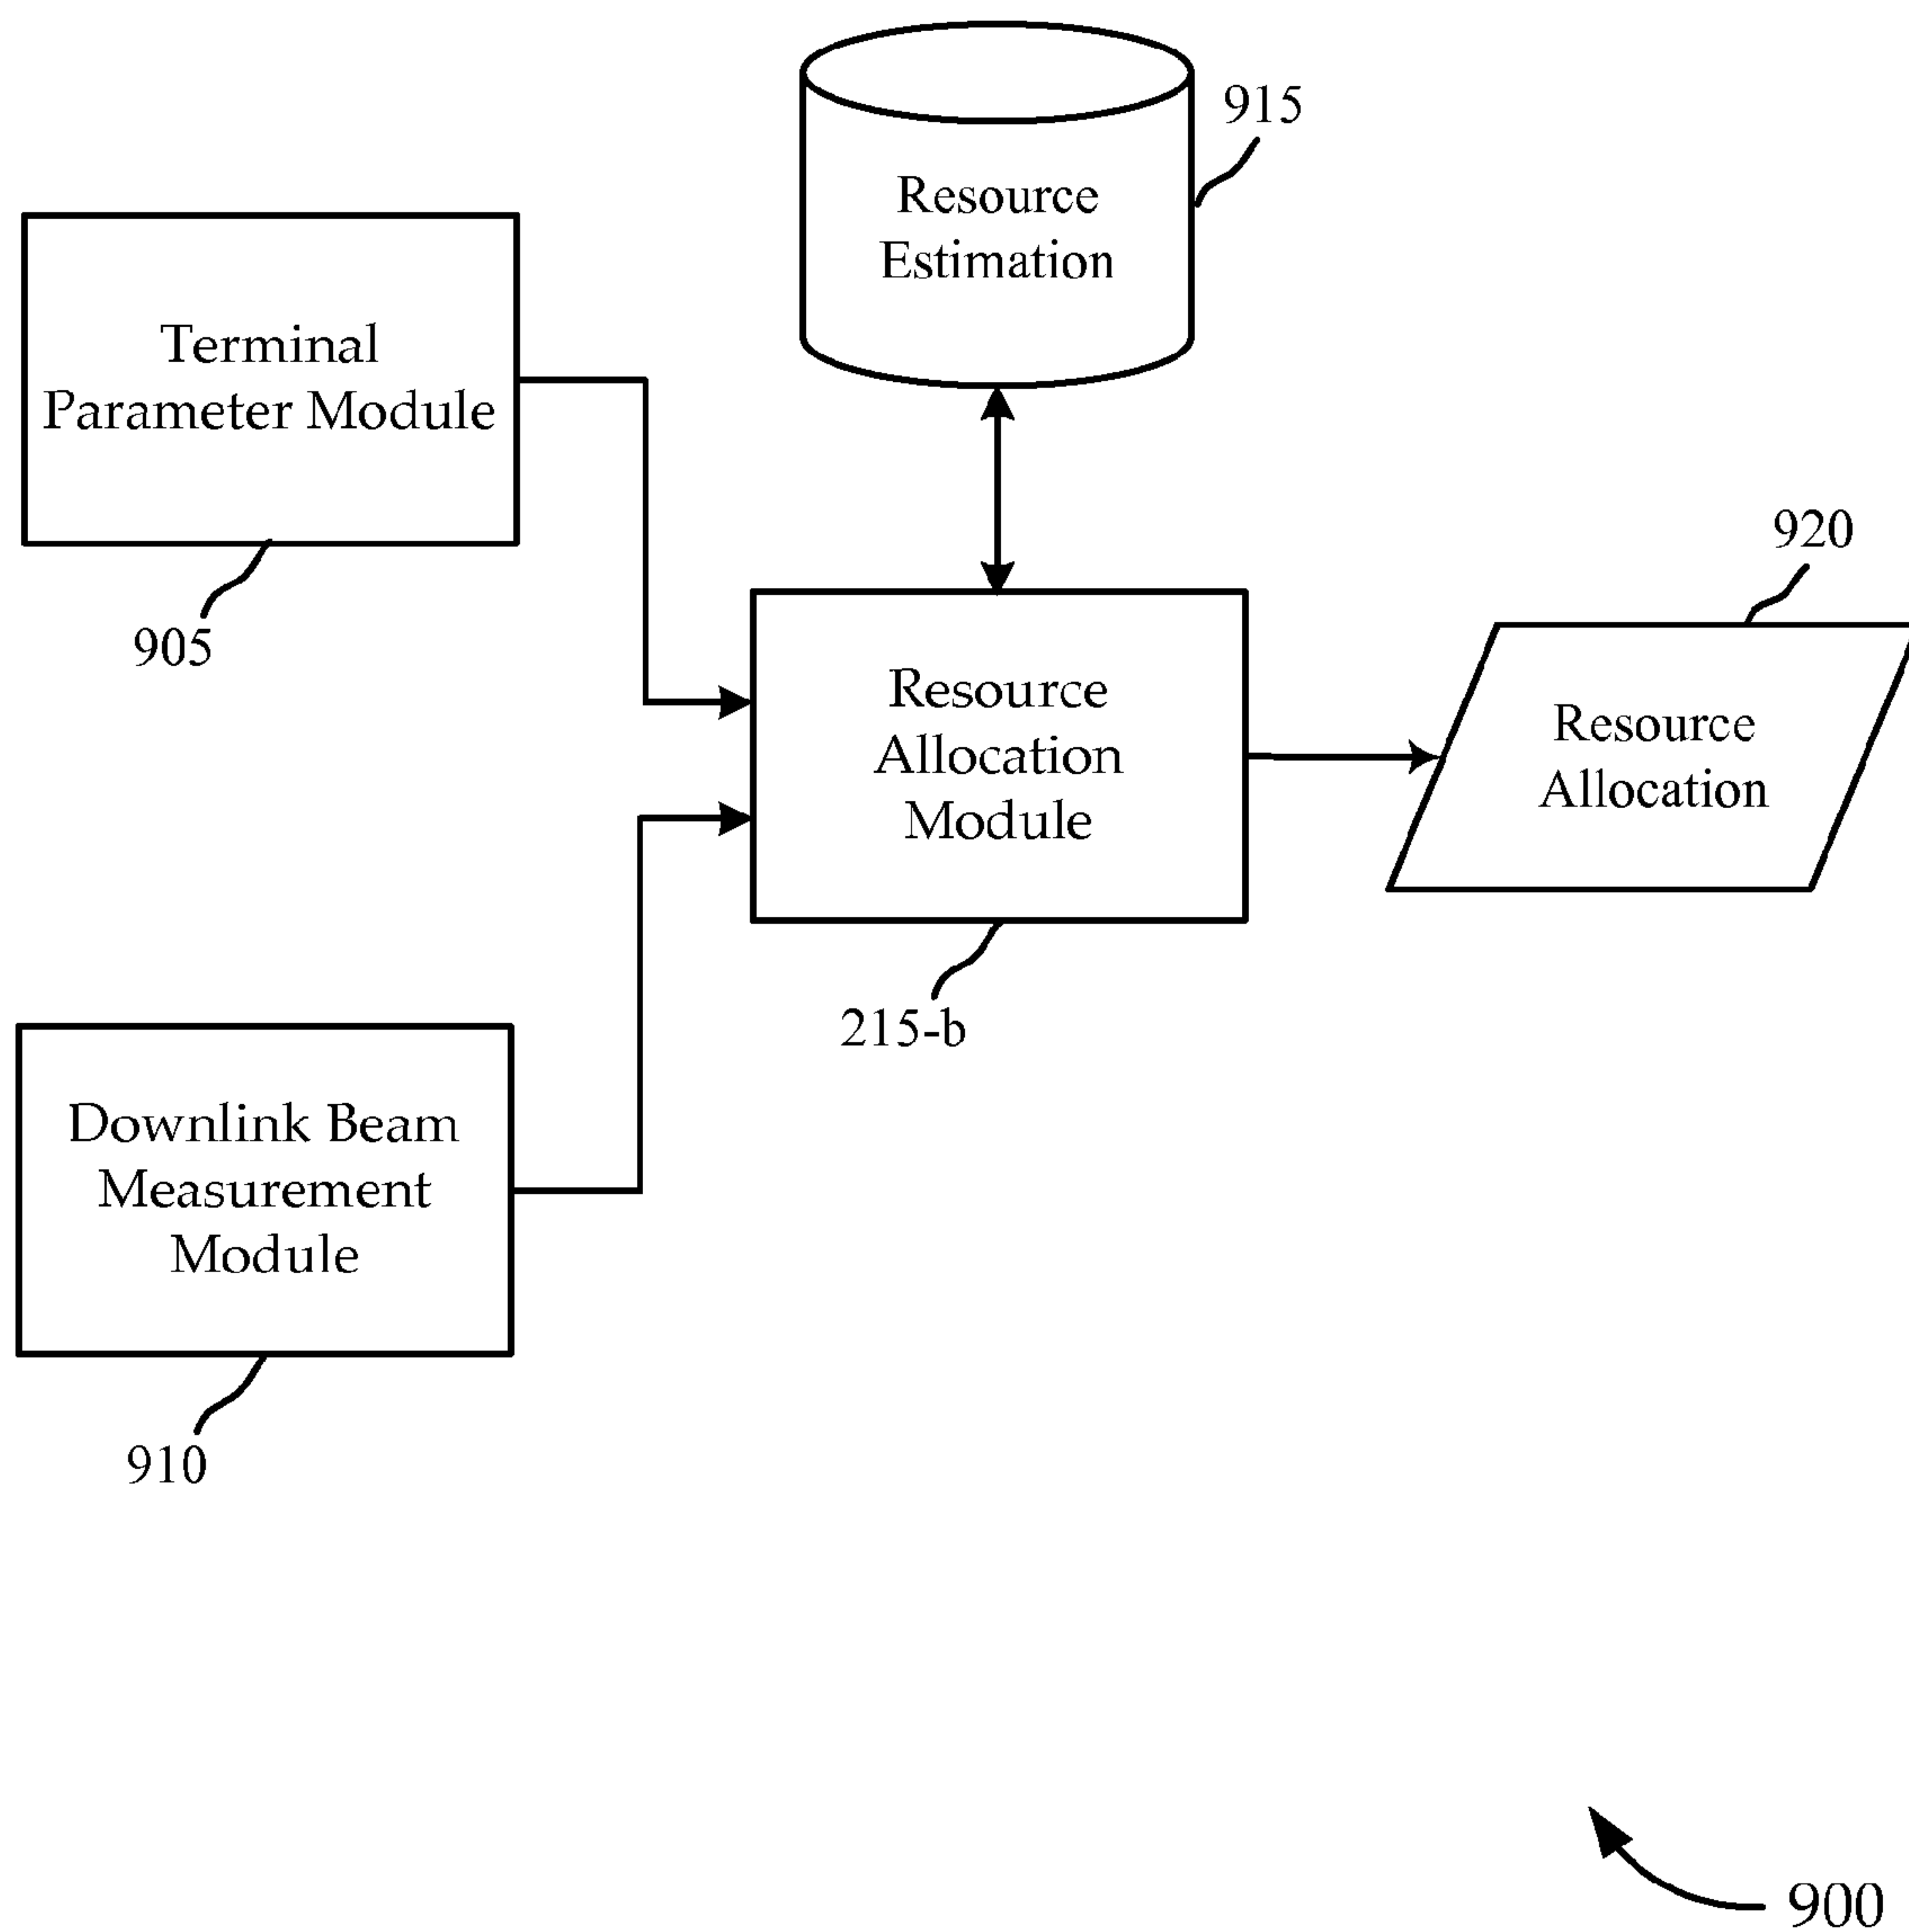 915
Resource
Estimation
Terminal
Parameter Module
905
920
Resource
Allocation
Module
Resource
Allocation
215-b
Downlink Beam
Measurement
Module
910
900